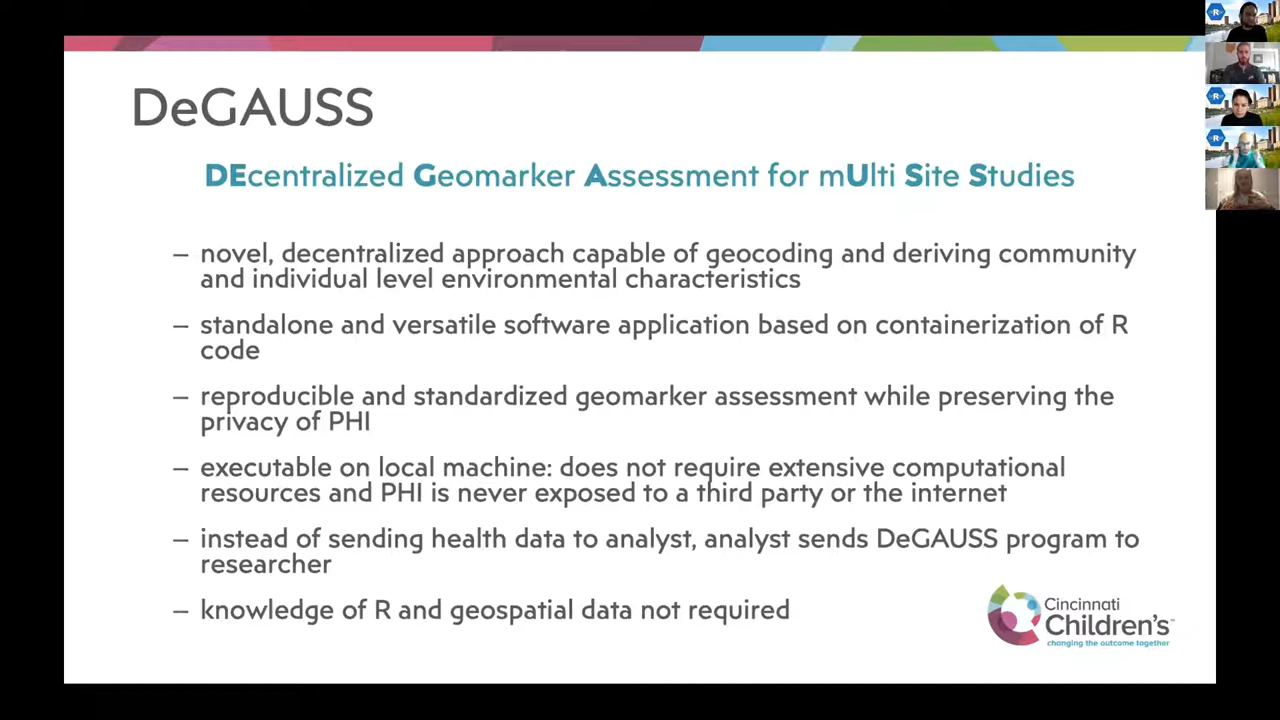 DeGAUSS
DEcentralized Geomarker Assessment for mUlti Site Studies
– novel, decentralized approach capable of geocoding and deriving community
and individual level environmental characteristics
– standalone and versatile software application based on containerization of R
code
– reproducible and standardized geomarker assessment while preserving the
privacy of PHI
– executable on local machine: does not require extensive computational
resources and PHI is never exposed to a third party or the internet
– instead of sending health data to analyst, analyst sends DeGAUSS program to
researcher
– knowledge of R and geospatial data not required
Cincinnati
Children's™
changing the outcome together
R
R
R